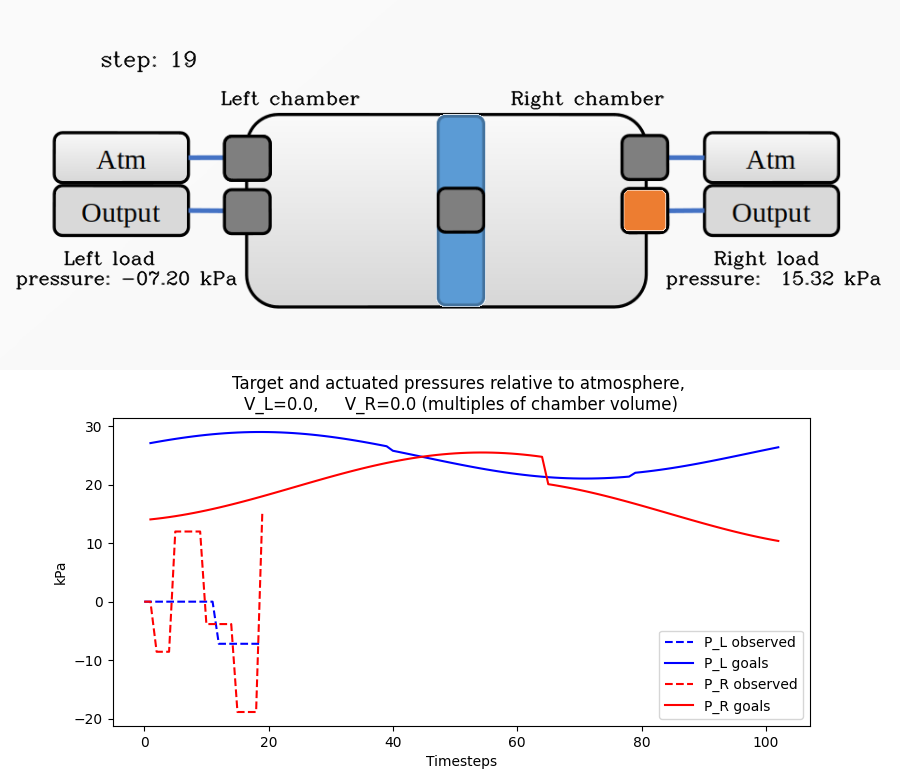 step: 19
Left chamber
Right chamber
Atm
Output
Atm
Output
Left load
pressure: -07.20 kPa
Right load
pressure: 15.32 kPa
Target and actuated pressures relative to atmosphere,
V_L=0.0, V_R=0.0 (multiples of chamber volume)
30
20
10
0
−10
−20
kPa
0
20
40
60
80
100
Timesteps
P_L observed
P_L goals
P_R observed
P_R goals